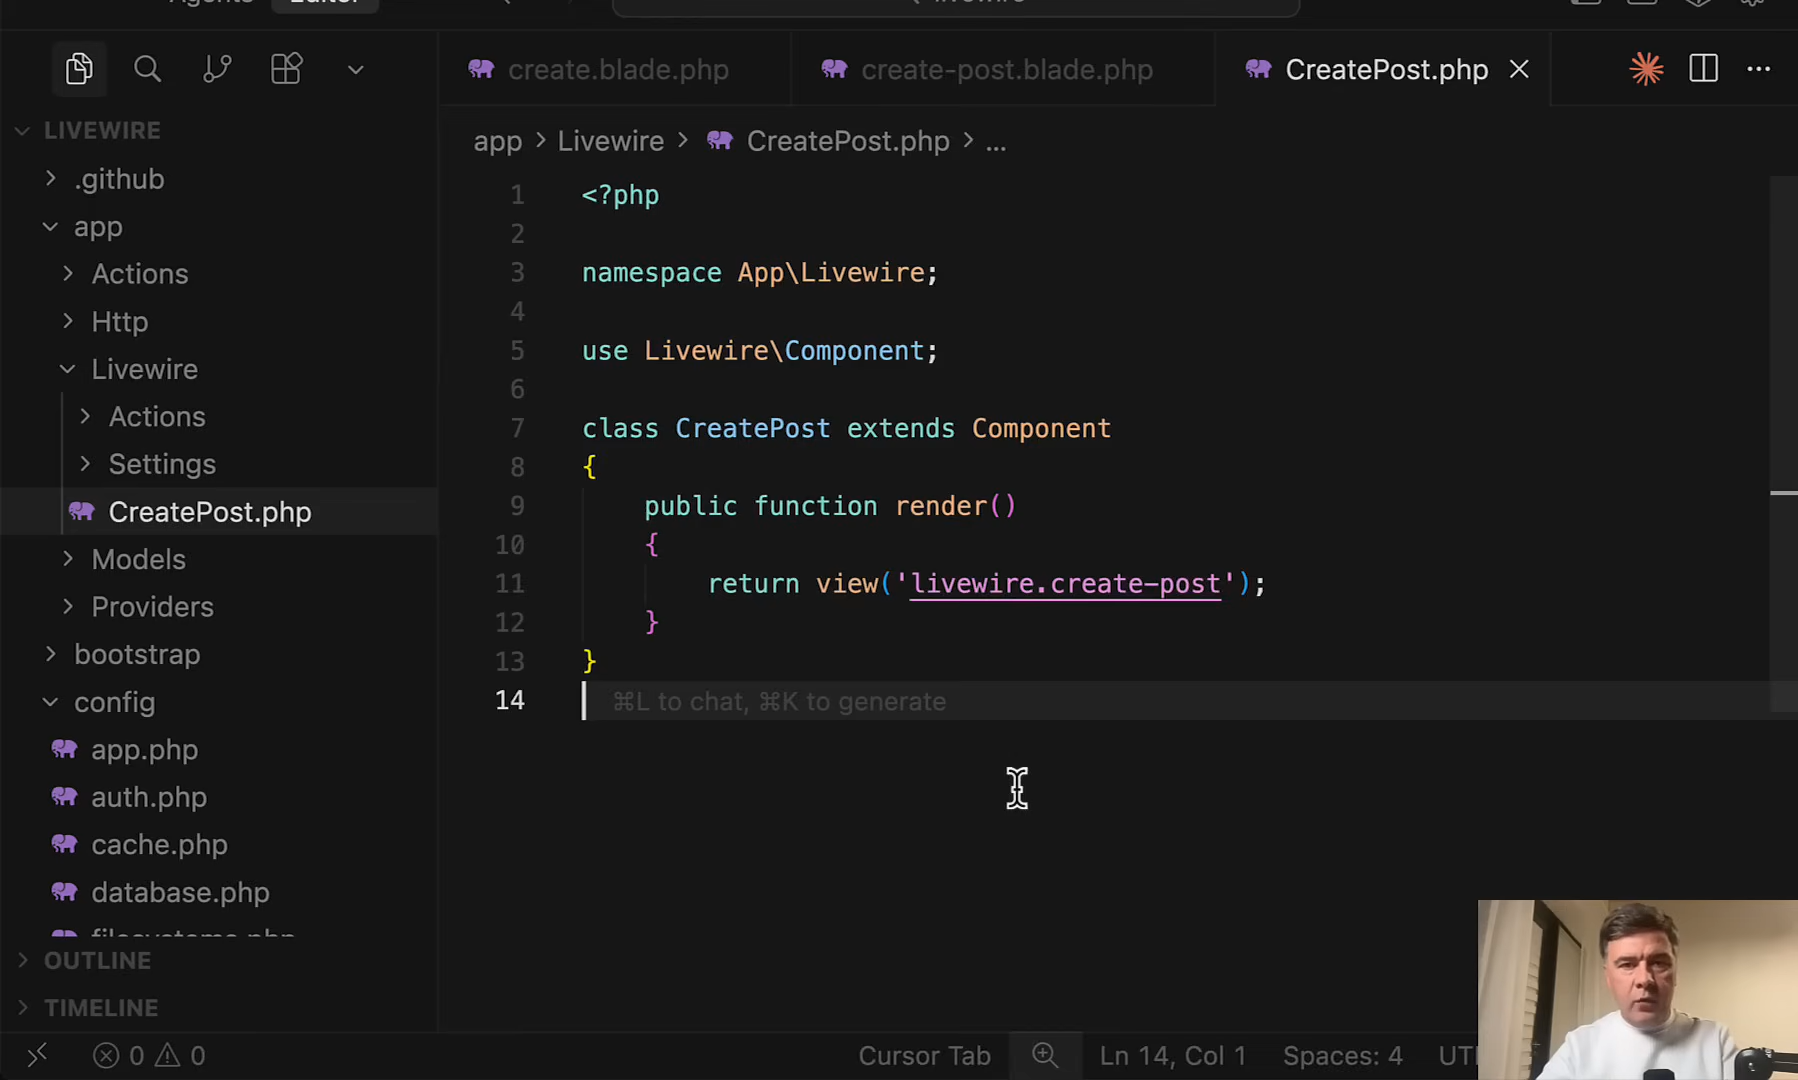 Editor
livewire
create.blade.php
create-post.blade.php
CreatePost.php
LIVEWIRE
.github
app
Actions
Http
Livewire
Actions
Settings
CreatePost.php
Models
Providers
bootstrap
config
app.php
auth.php
cache.php
database.php
filesystems.php
OUTLINE
TIMELINE
app > Livewire > CreatePost.php > ...
1 <?php
2
3 namespace App\Livewire;
4
5 use Livewire\Component;
6
7 class CreatePost extends Component
8 {
9 public function render()
10 {
11 return view('livewire.create-post');
12 }
13 }
14 ⌘L to chat, ⌘K to generate
0 0
Cursor Tab
Ln 14, Col 1
Spaces: 4